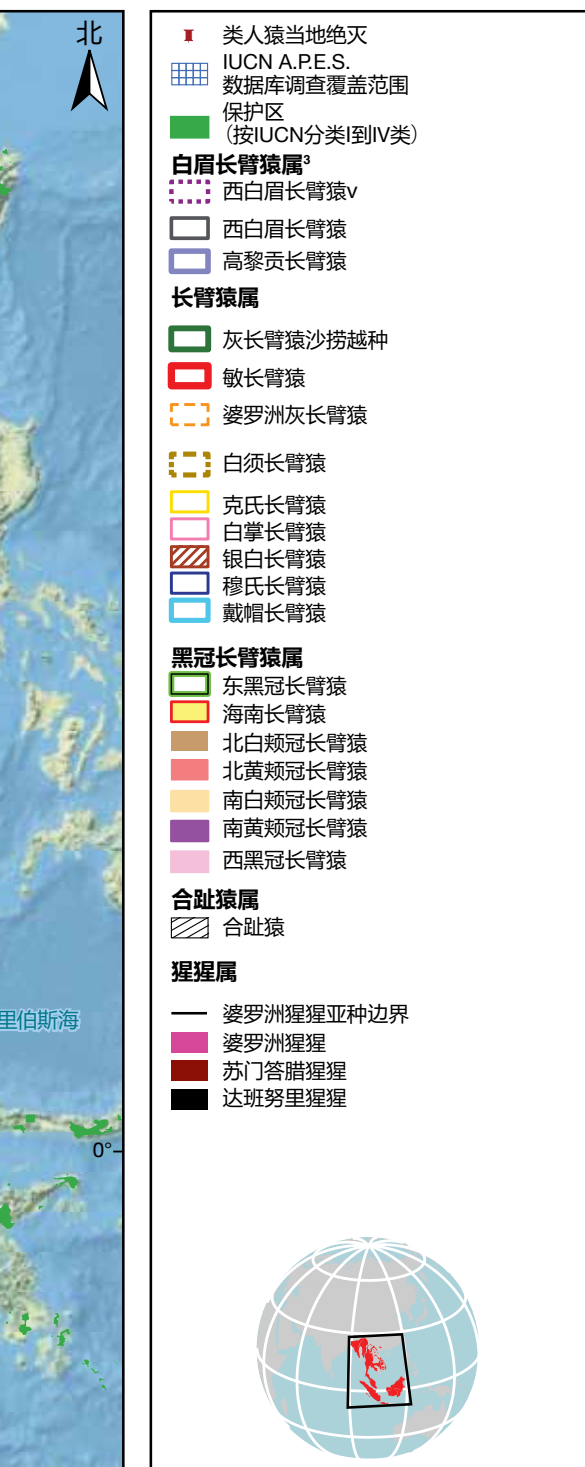 北
类人猿当地绝灭
IUCN A.P.E.S.
数据库调查覆盖范围
保护区
（按IUCN分类I到IV类）
白眉长臂猿属³
西白眉长臂猿v
西白眉长臂猿
高黎贡长臂猿
长臂猿属
灰长臂猿沙捞越种
敏长臂猿
婆罗洲灰长臂猿
白须长臂猿
克氏长臂猿
白掌长臂猿
银白长臂猿
穆氏长臂猿
戴帽长臂猿
黑冠长臂猿属
东黑冠长臂猿
海南长臂猿
北白颊冠长臂猿
北黄颊冠长臂猿
南白颊冠长臂猿
南黄颊冠长臂猿
西黑冠长臂猿
合趾猿属
合趾猿
猩猩属
婆罗洲猩猩亚种边界
婆罗洲猩猩
苏门答腊猩猩
达班努里猩猩
里伯斯海
0°